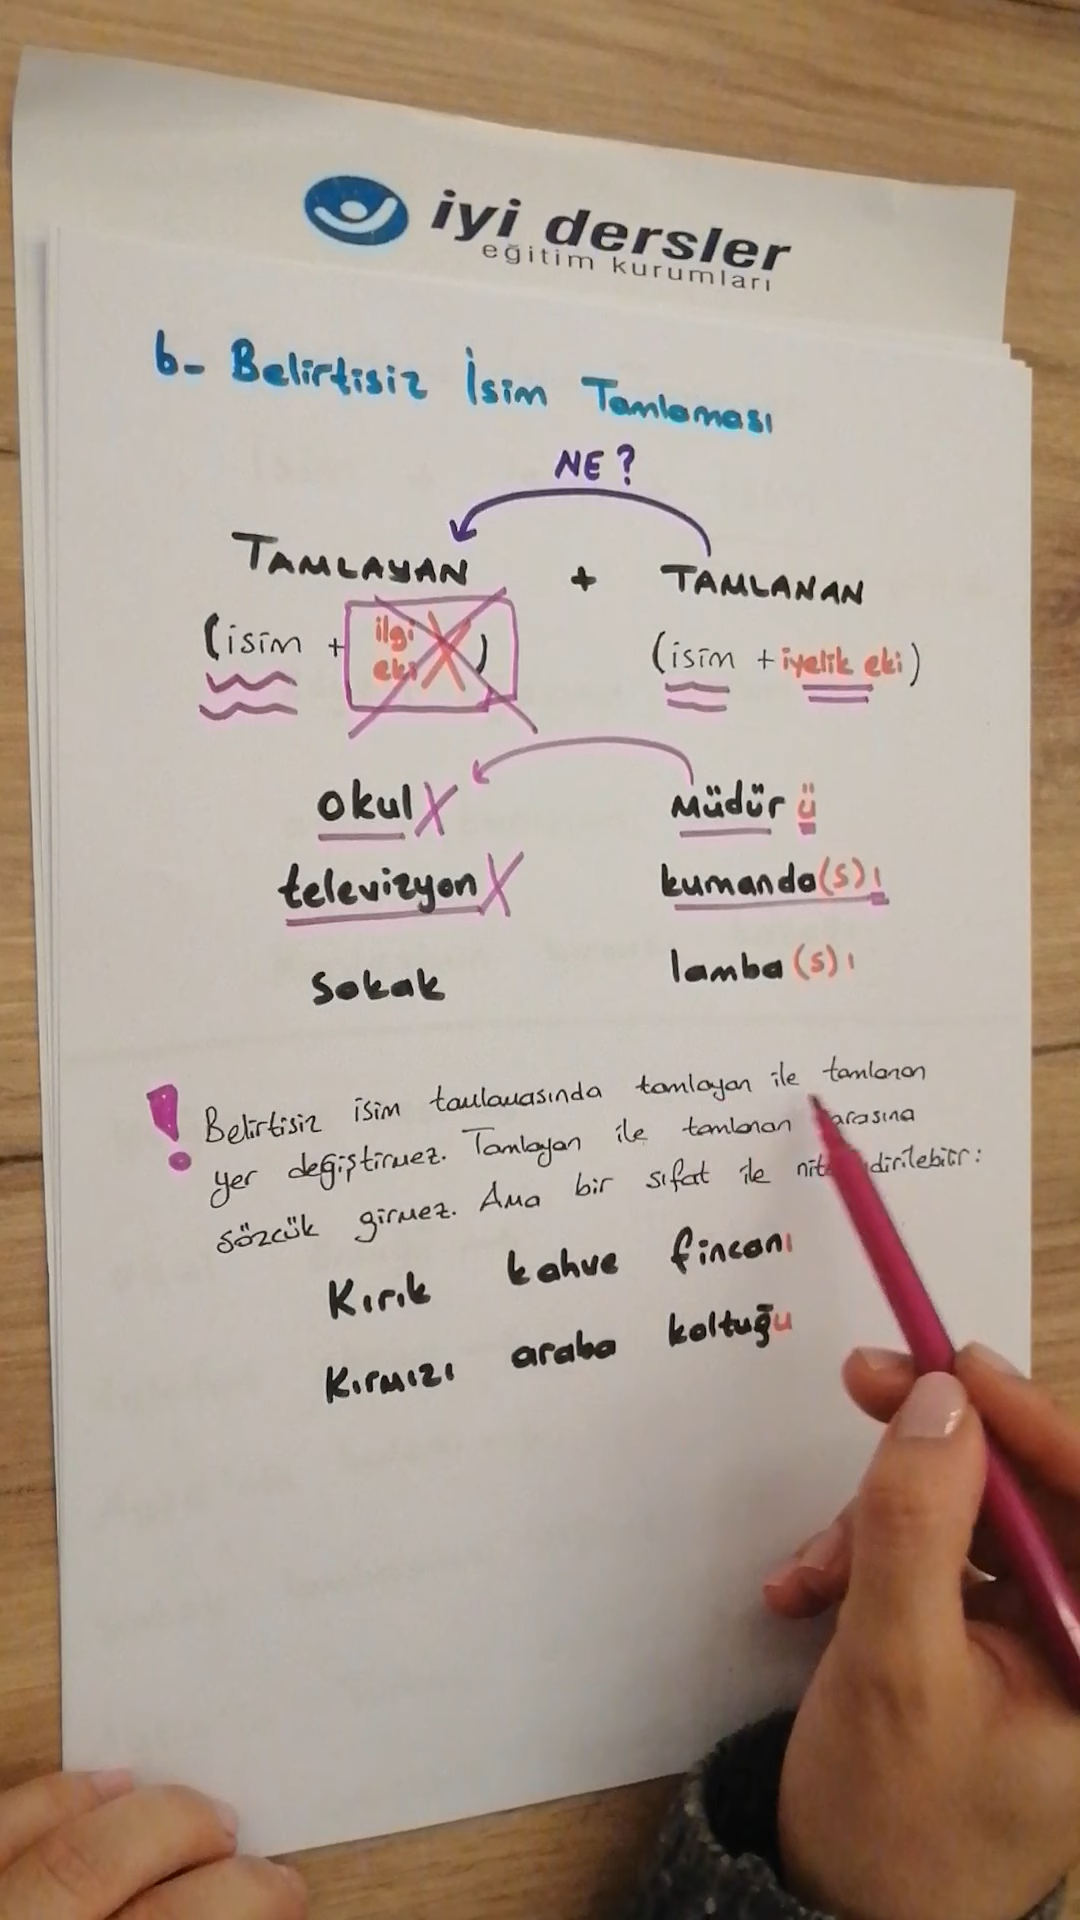 iyi dersler
eğitim kurumları
b- Belirtisiz İsim Tamlaması
NE?
TAMLAYAN + TAMLANAN
(isim + ilgi eki) (isim + iyelik eki)
okul X müdür ü
televizyon X kumanda(s)ı
sokak lamba(s)ı
! Belirtisiz isim tamlamasında tamlayan ile tamlanan
yer değiştirmez. Tamlayan ile tamlanan arasına
sözcük girmez. Ama bir sıfat ile
Kırık kahve fincanı
Kırmızı araba koltuğu